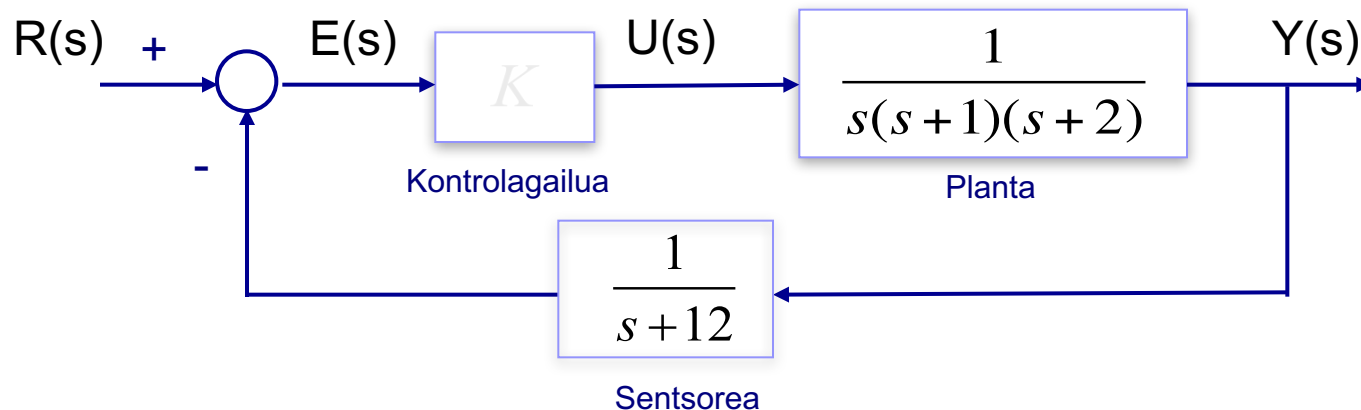 R(s) + E(s) K U(s) 1 / s(s+1)(s+2) Y(s)
-
Kontrolagailua
Planta
1 / s+12
Sentsorea